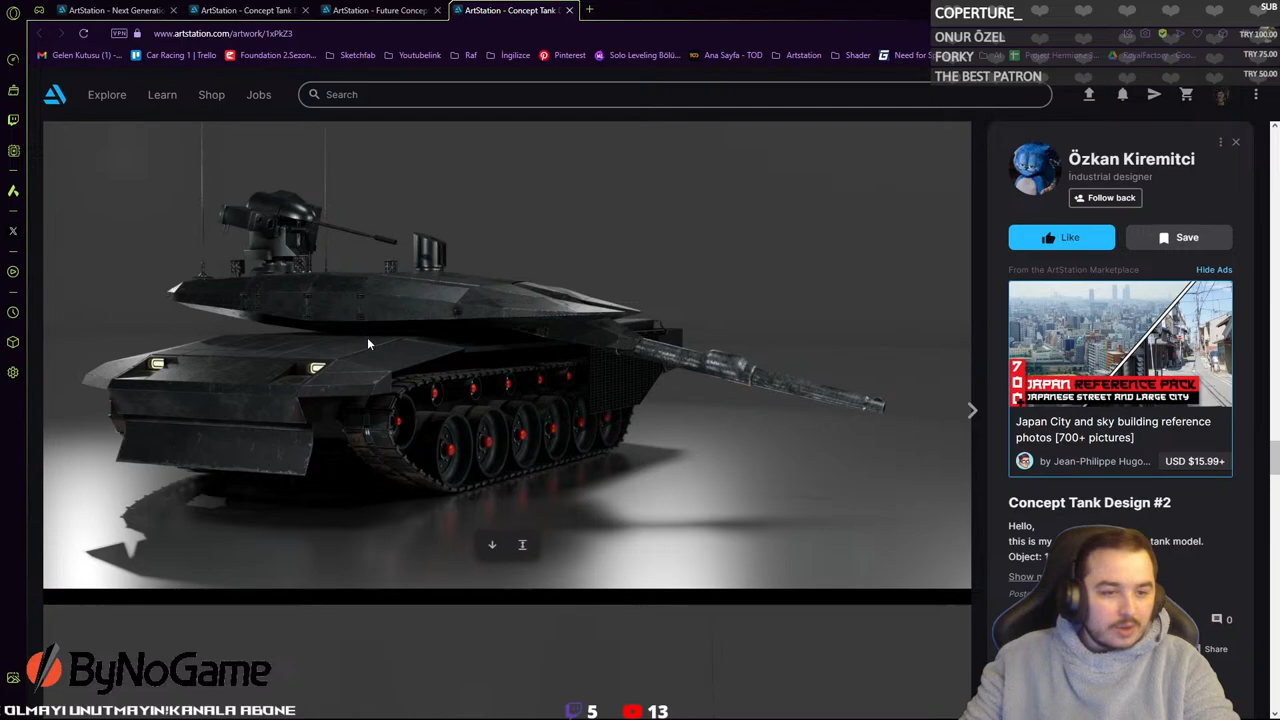 ArtStation - Next Generatio
ArtStation - Concept Tank D
ArtStation - Future Concep
ArtStation - Concept Tank D
COPERTURE_
SUB
www.artstation.com/artwork/1xPkZ3
VPN
ONUR ÖZEL
TRY 100.00
Gelen Kutusu (1) -
Car Racing 1 | Trello
Foundation 2.Sezon
Sketchfab
Youtubelink
Raf
İngilizce
Pinterest
Solo Leveling Bölü
Ana Sayfa - TOD
Artstation
Shader
Need for S
FORKY
TRY 75.00
THE BEST PATRON
TRY 50.00
Explore
Learn
Shop
Jobs
Search
Özkan Kiremitci
Industrial designer
Follow back
Like
Save
From the ArtStation Marketplace
Hide Ads
JAPAN REFERENCE PACK
JAPANESE STREET AND LARGE CITY
Japan City and sky building reference
photos [700+ pictures]
by Jean-Philippe Hugo...
USD $15.99+
Concept Tank Design #2
Hello,
this is my
tank model.
Object: 1
Show m
0
Share
ByNoGame
OLMAYI UNUTMAYIN!KANALA ABONE
5
13